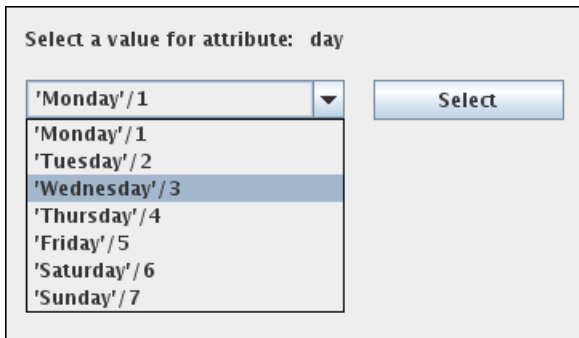 Select a value for attribute: day
'Monday'/1
Select
'Monday'/1
'Tuesday'/2
'Wednesday'/3
'Thursday'/4
'Friday'/5
'Saturday'/6
'Sunday'/7